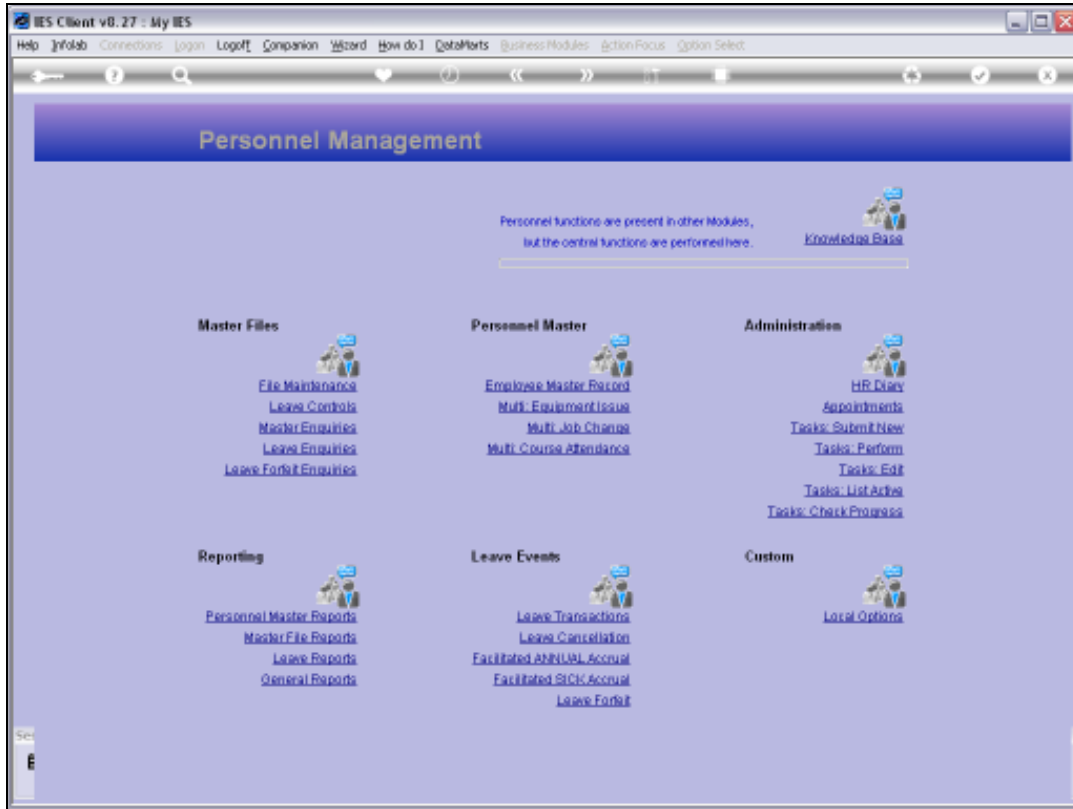 IES Client v8.27 : My IES
Help Infolab Connections Logon Logoff Companion Wizard How do I DataMarts Business Modules Action Focus Option Select
Personnel Management
Personnel functions are present in other Modules,
but the central functions are performed here.
Knowledge Base
Master Files
File Maintenance
Leave Controls
Master Enquiries
Leave Enquiries
Leave Forfeit Enquiries
Personnel Master
Employee Master Record
Multi: Equipment Issue
Multi: Job Change
Multi: Course Attendance
Administration
HR Diary
Appointments
Tasks: Submit New
Tasks: Perform
Tasks: Edit
Tasks: List Active
Tasks: Check Progress
Reporting
Personnel Master Reports
Master File Reports
Leave Reports
General Reports
Leave Events
Leave Transactions
Leave Cancellation
Facilitated ANNUAL Accrual
Facilitated SICK Accrual
Leave Forfeit
Custom
Local Options